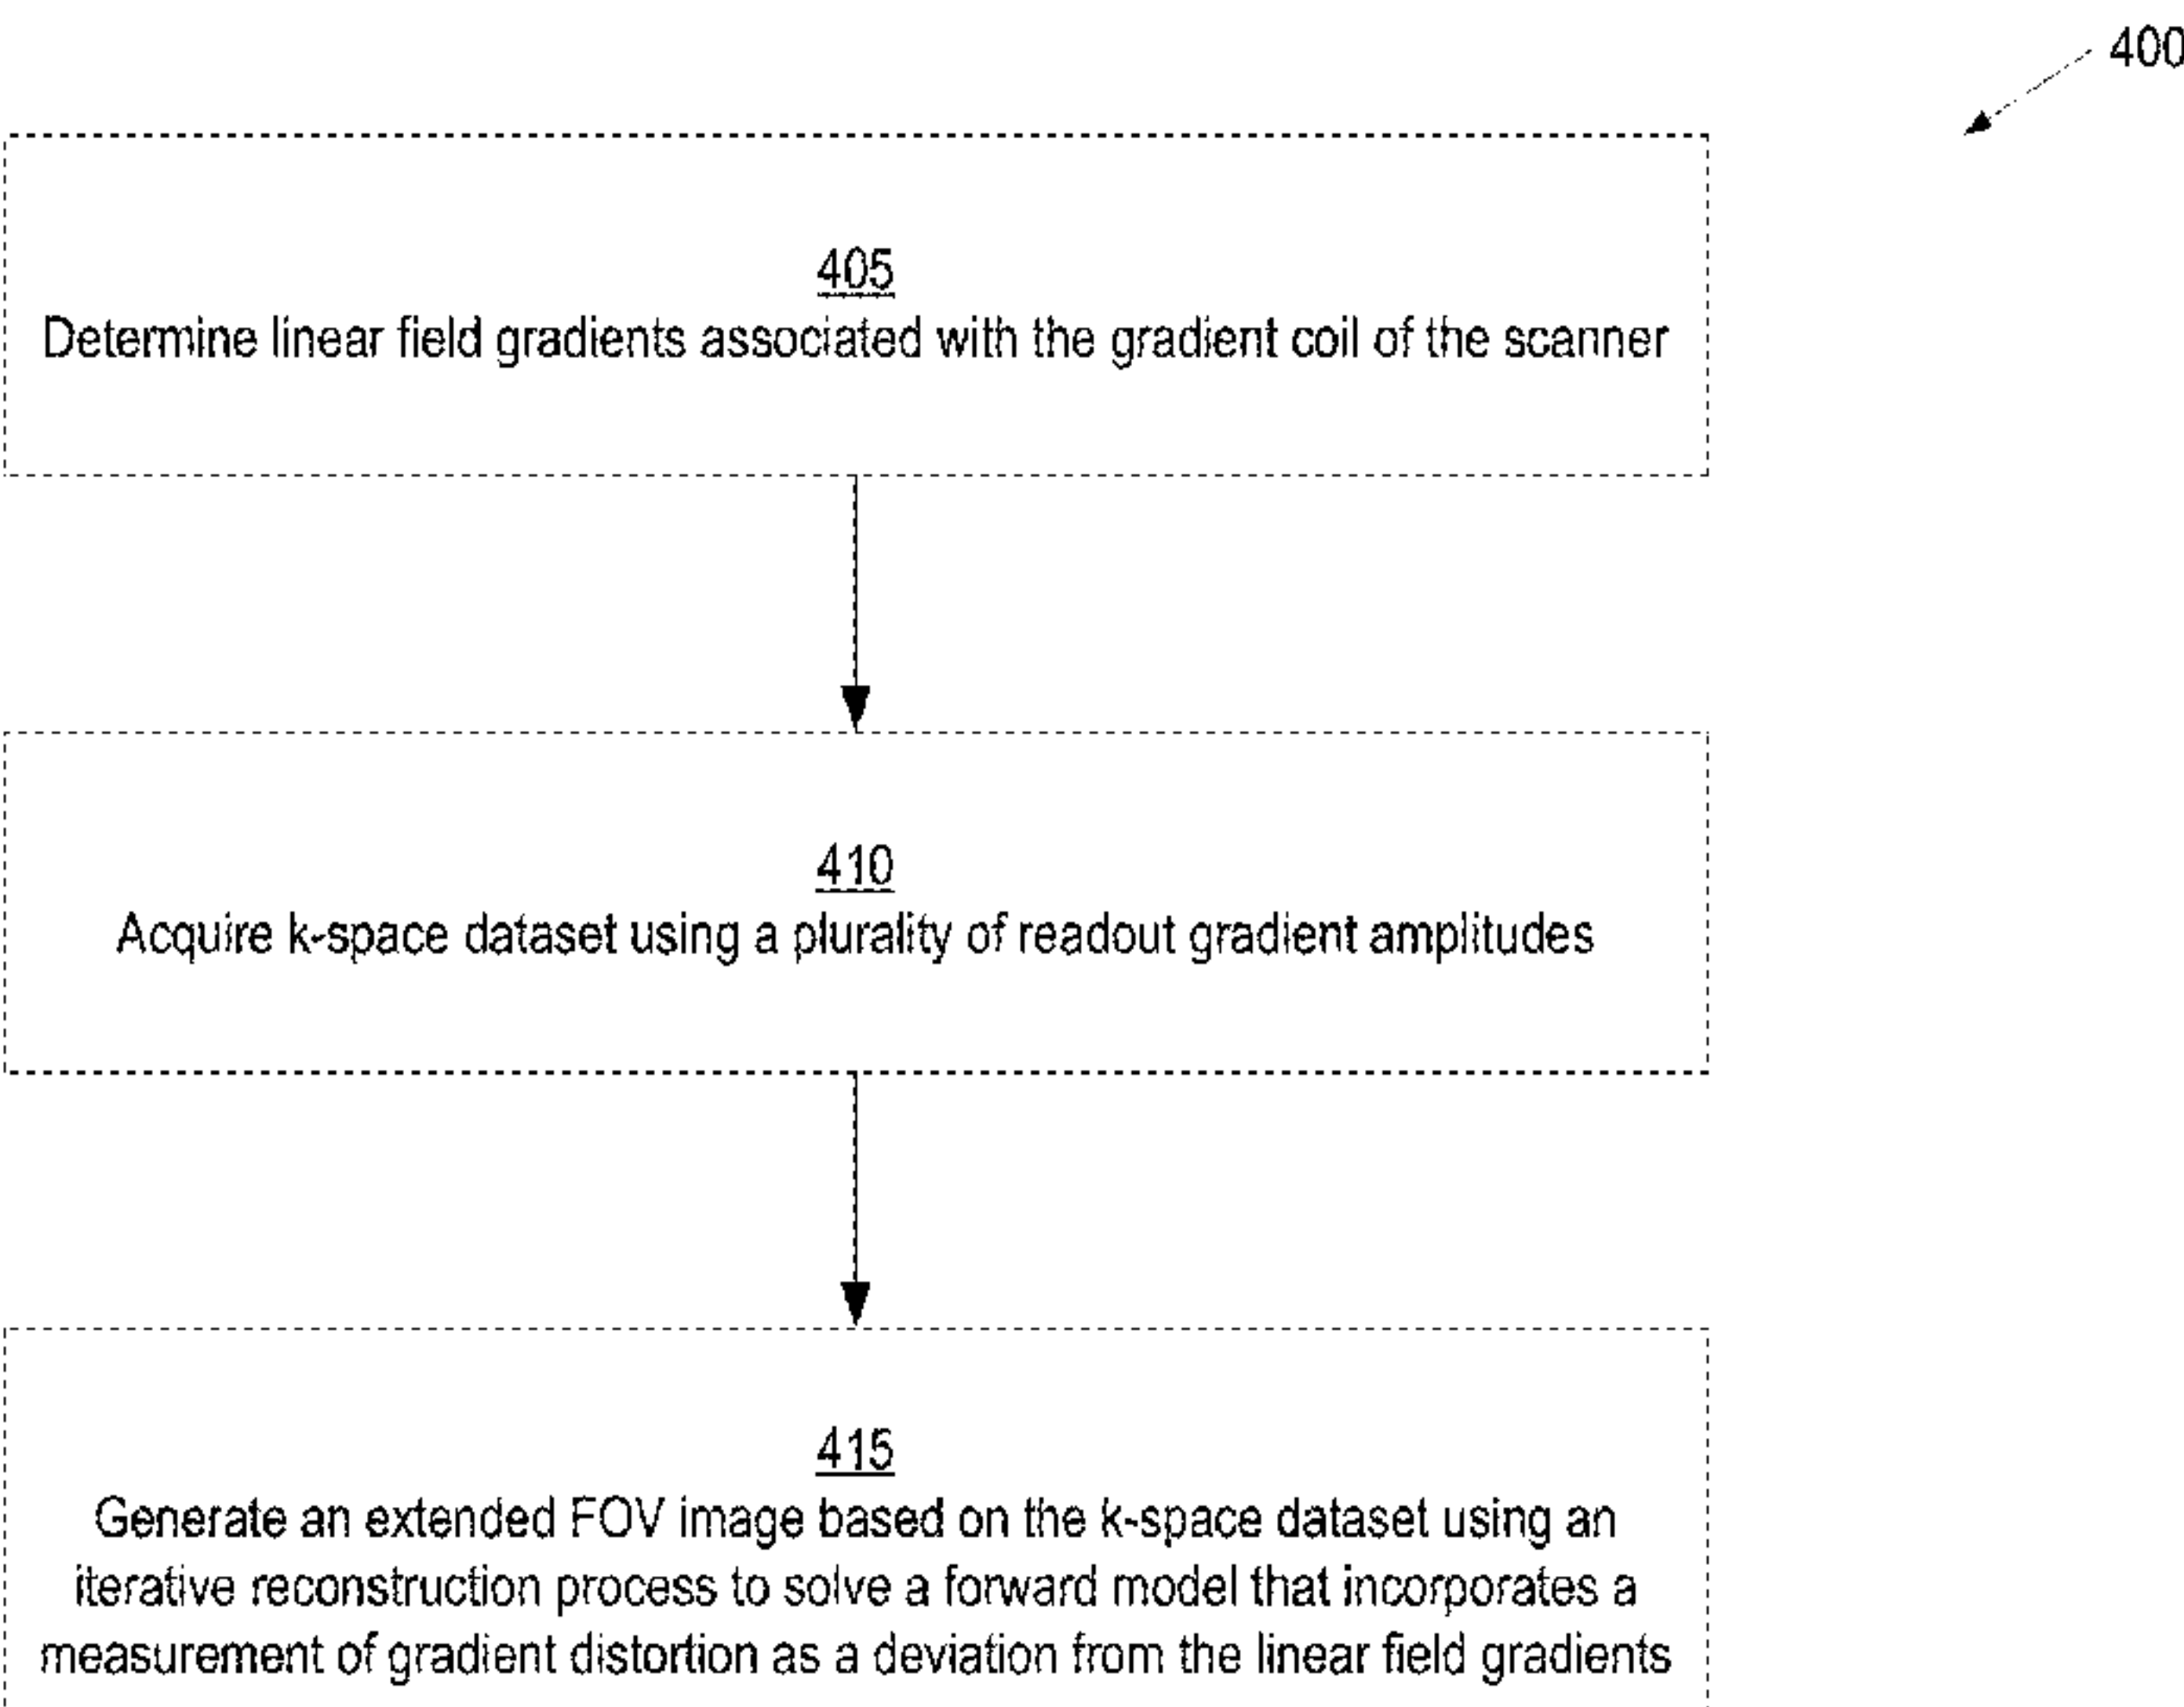 400
405
Determine linear field gradients associated with the gradient coil of the scanner
410
Acquire k-space dataset using a plurality of readout gradient amplitudes
415
Generate an extended FOV image based on the k-space dataset using an
iterative reconstruction process to solve a forward model that incorporates a
measurement of gradient distortion as a deviation from the linear field gradients